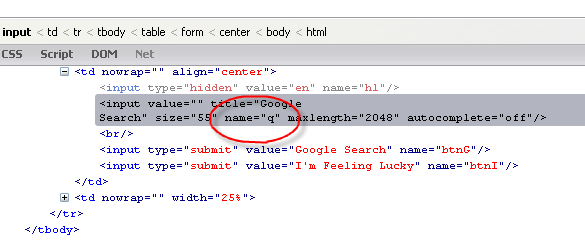 input < td < tr < tbody < table < form < center < body < html
CSS Script DOM Net
<td nowrap="" align="center">
<input type="hidden" value="en" name="hl"/>
<input value="" title="Google
Search" size="55" name="q" maxlength="2048" autocomplete="off"/>
<br/>
<input type="submit" value="Google Search" name="btnG"/>
<input type="submit" value="I'm Feeling Lucky" name="btnI"/>
</td>
<td nowrap="" width="25%">
</tr>
</tbody>